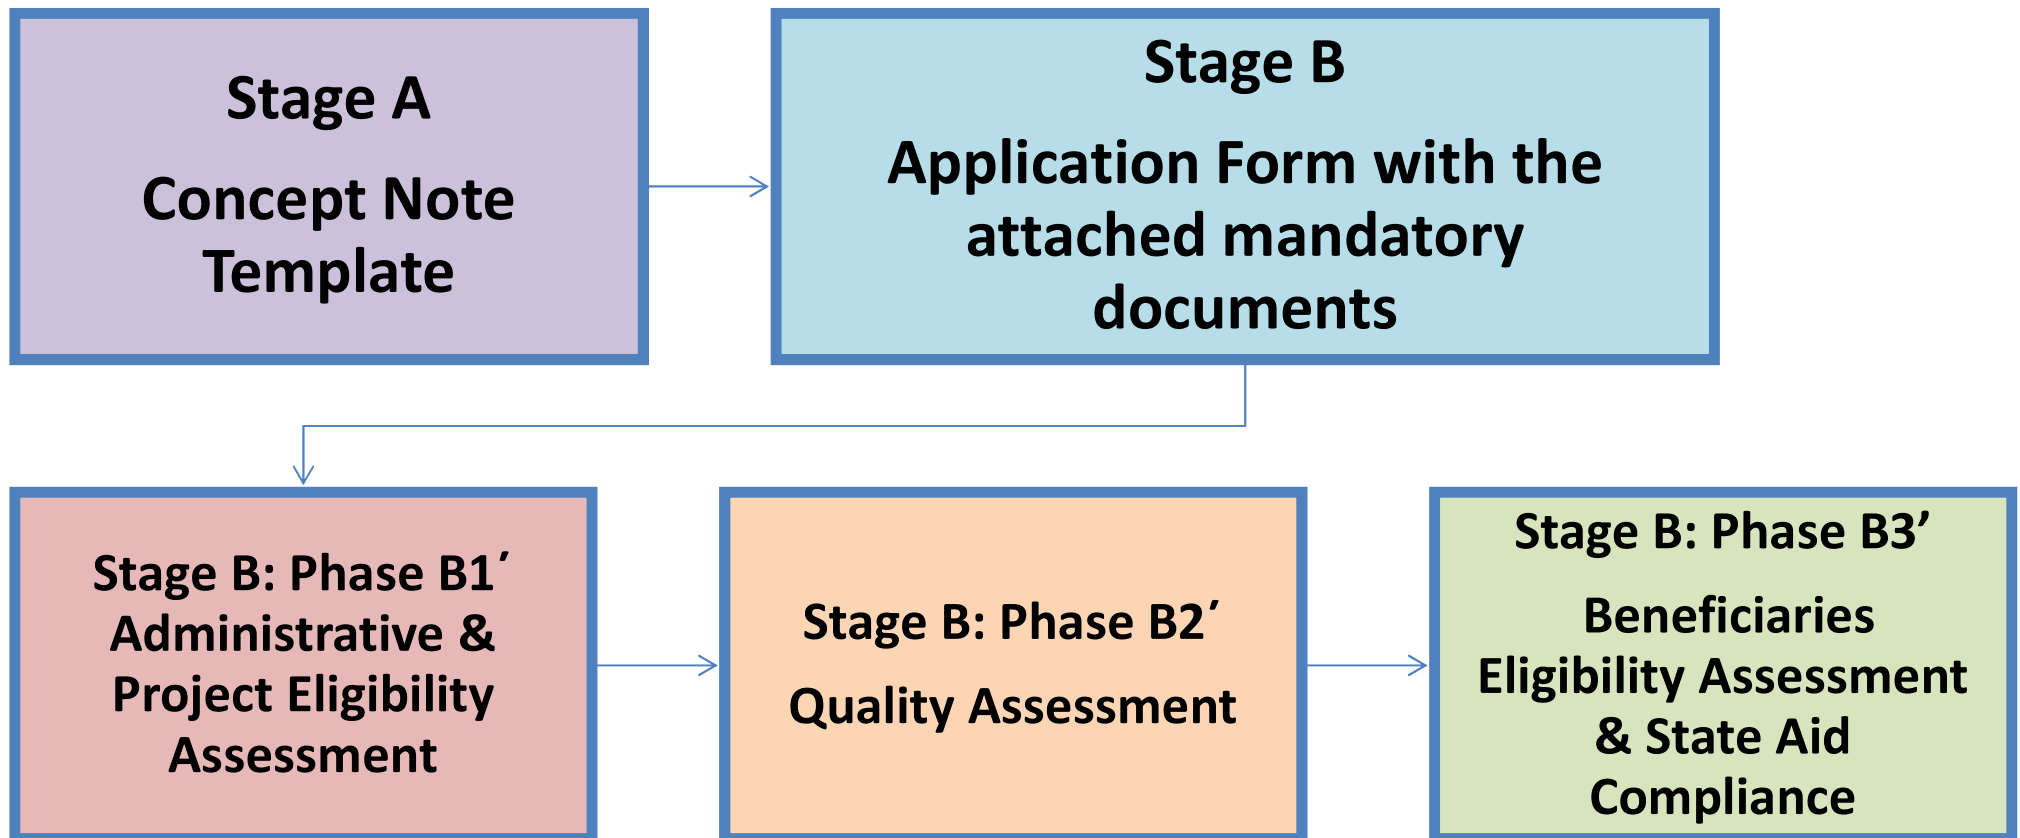 Stage A
Concept Note
Template
Stage B
Application Form with the
attached mandatory
documents
Stage B: Phase B1΄
Administrative &
Project Eligibility
Assessment
Stage B: Phase B2΄
Quality Assessment
Stage B: Phase B3’
Beneficiaries
Eligibility Assessment
& State Aid
Compliance